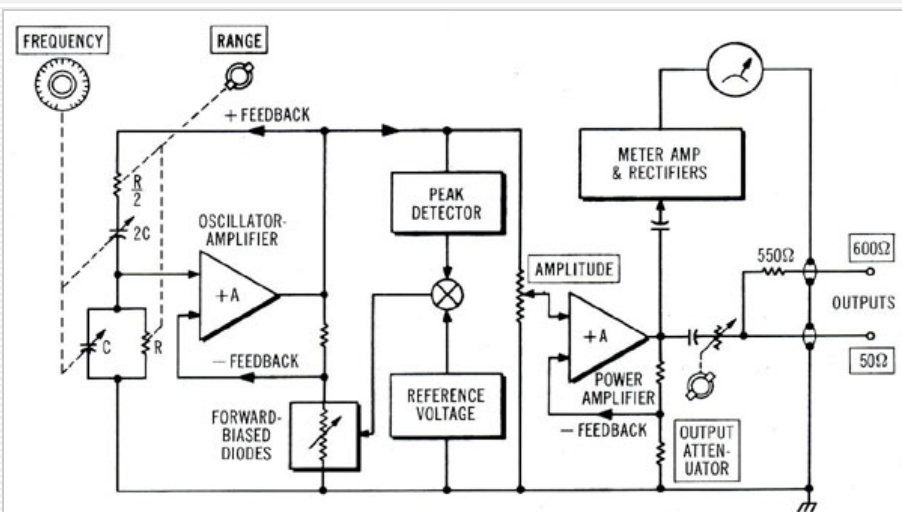 FREQUENCY
RANGE
+ FEEDBACK
R
2
2C
OSCILLATOR-
AMPLIFIER
+A
C
R
− FEEDBACK
FORWARD-
BIASED
DIODES
PEAK
DETECTOR
REFERENCE
VOLTAGE
AMPLITUDE
+A
POWER
AMPLIFIER
− FEEDBACK
METER AMP
& RECTIFIERS
OUTPUT
ATTEN-
UATOR
550Ω
600Ω
OUTPUTS
50Ω